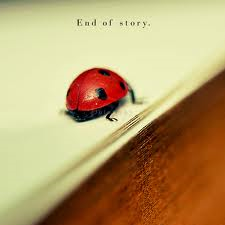 End of story.